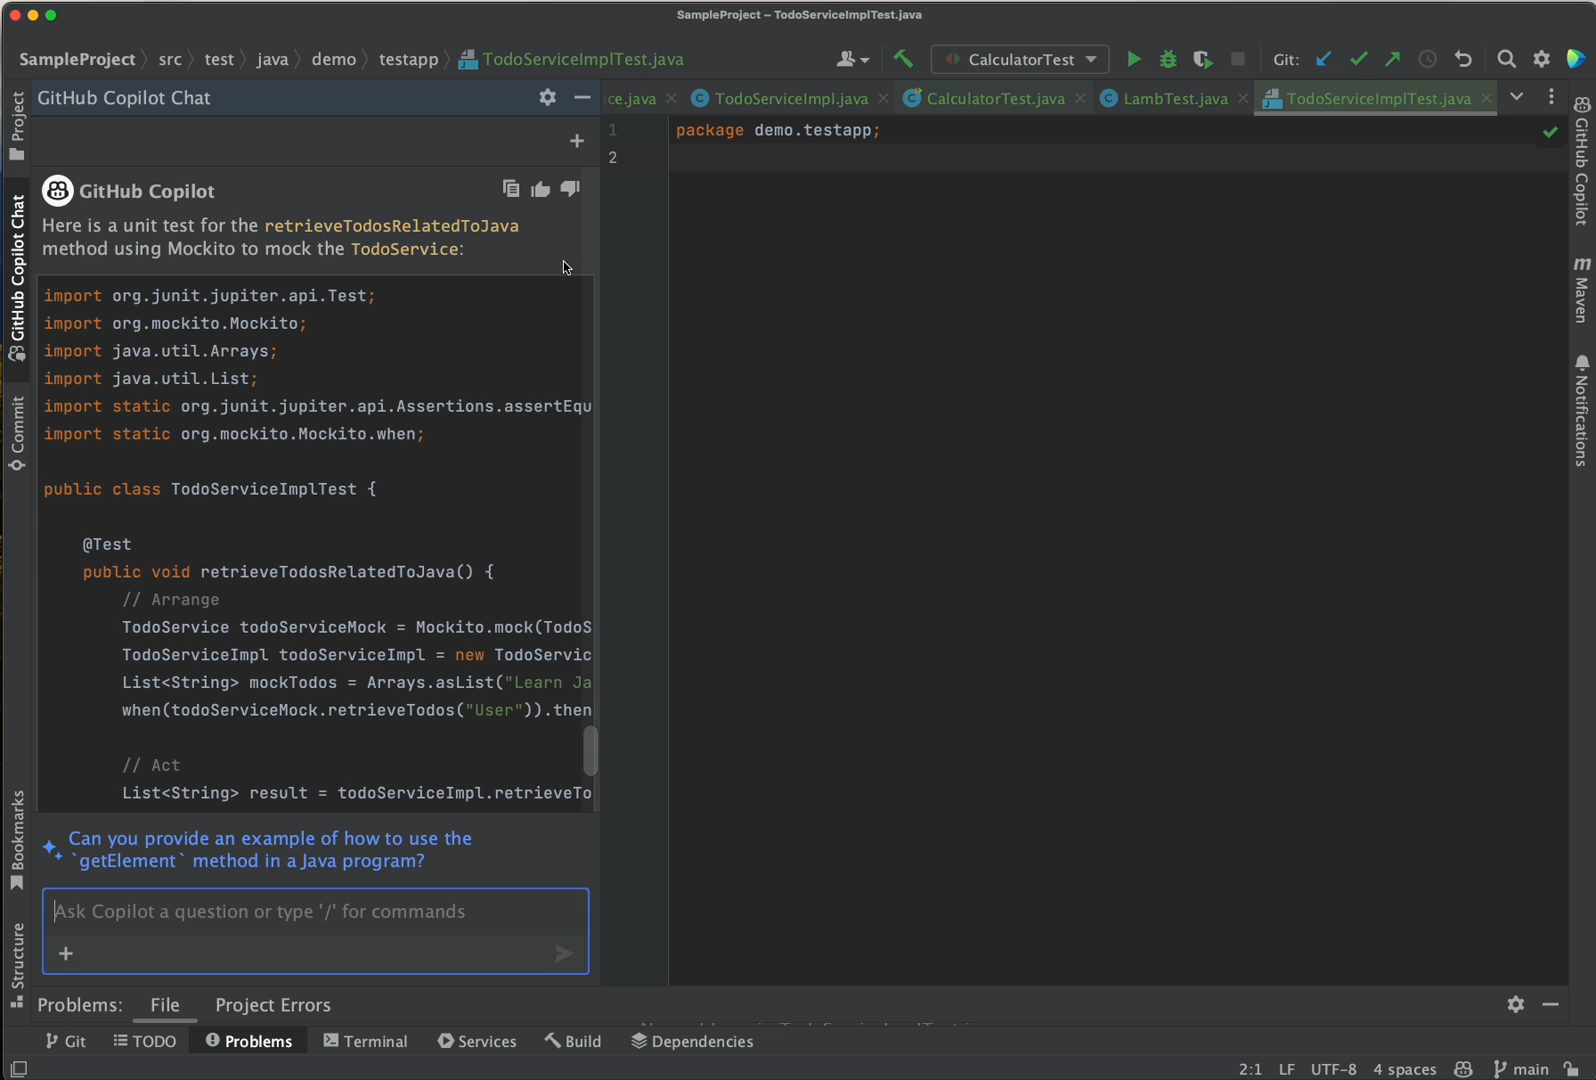 SampleProject – TodoServiceImplTest.java
SampleProject src test java demo testapp TodoServiceImplTest.java
CalculatorTest
Git:
Project
GitHub Copilot Chat
Commit
Bookmarks
Structure
GitHub Copilot Chat
ce.java
TodoServiceImpl.java
CalculatorTest.java
LambTest.java
TodoServiceImplTest.java
GitHub Copilot
Here is a unit test for the retrieveTodosRelatedToJava
method using Mockito to mock the TodoService:
import org.junit.jupiter.api.Test;
import org.mockito.Mockito;
import java.util.Arrays;
import java.util.List;
import static org.junit.jupiter.api.Assertions.assertEqu
import static org.mockito.Mockito.when;
public class TodoServiceImplTest {
@Test
public void retrieveTodosRelatedToJava() {
// Arrange
TodoService todoServiceMock = Mockito.mock(TodoS
TodoServiceImpl todoServiceImpl = new TodoServic
List<String> mockTodos = Arrays.asList("Learn Ja
when(todoServiceMock.retrieveTodos("User")).then
// Act
List<String> result = todoServiceImpl.retrieveTo
Can you provide an example of how to use the
`getElement` method in a Java program?
Ask Copilot a question or type '/' for commands
1 package demo.testapp;
2
GitHub Copilot
m Maven
Notifications
Problems: File Project Errors
Git TODO Problems Terminal Services Build Dependencies
2:1 LF UTF-8 4 spaces main